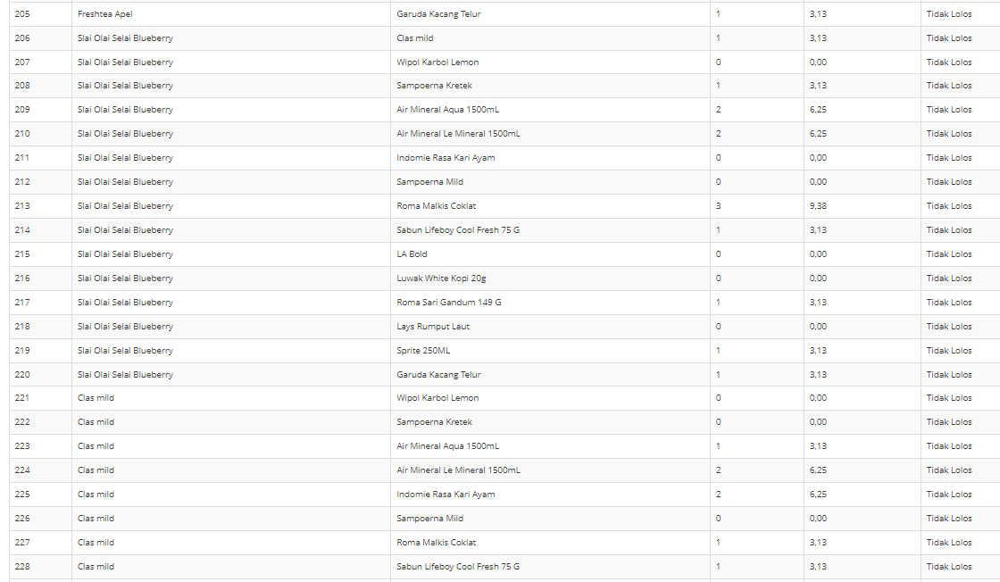 205 Freshtea Apel Garuda Kacang Telur 1 3,13 Tidak Lolos
206 Slai Olai Selai Blueberry Clas mild 1 3,13 Tidak Lolos
207 Slai Olai Selai Blueberry Wipol Karbol Lemon 0 0,00 Tidak Lolos
208 Slai Olai Selai Blueberry Sampoerna Kretek 1 3,13 Tidak Lolos
209 Slai Olai Selai Blueberry Air Mineral Aqua 1500mL 2 6,25 Tidak Lolos
210 Slai Olai Selai Blueberry Air Mineral Le Mineral 1500mL 2 6,25 Tidak Lolos
211 Slai Olai Selai Blueberry Indomie Rasa Kari Ayam 0 0,00 Tidak Lolos
212 Slai Olai Selai Blueberry Sampoerna Mild 0 0,00 Tidak Lolos
213 Slai Olai Selai Blueberry Roma Malkis Coklat 3 9,38 Tidak Lolos
214 Slai Olai Selai Blueberry Sabun Lifeboy Cool Fresh 75 G 1 3,13 Tidak Lolos
215 Slai Olai Selai Blueberry LA Bold 0 0,00 Tidak Lolos
216 Slai Olai Selai Blueberry Luwak White Kopi 20g 0 0,00 Tidak Lolos
217 Slai Olai Selai Blueberry Roma Sari Gandum 149 G 1 3,13 Tidak Lolos
218 Slai Olai Selai Blueberry Lays Rumput Laut 0 0,00 Tidak Lolos
219 Slai Olai Selai Blueberry Sprite 250ML 1 3,13 Tidak Lolos
220 Slai Olai Selai Blueberry Garuda Kacang Telur 1 3,13 Tidak Lolos
221 Clas mild Wipol Karbol Lemon 0 0,00 Tidak Lolos
222 Clas mild Sampoerna Kretek 0 0,00 Tidak Lolos
223 Clas mild Air Mineral Aqua 1500mL 1 3,13 Tidak Lolos
224 Clas mild Air Mineral Le Mineral 1500mL 2 6,25 Tidak Lolos
225 Clas mild Indomie Rasa Kari Ayam 2 6,25 Tidak Lolos
226 Clas mild Sampoerna Mild 0 0,00 Tidak Lolos
227 Clas mild Roma Malkis Coklat 1 3,13 Tidak Lolos
228 Clas mild Sabun Lifeboy Cool Fresh 75 G 1 3,13 Tidak Lolos